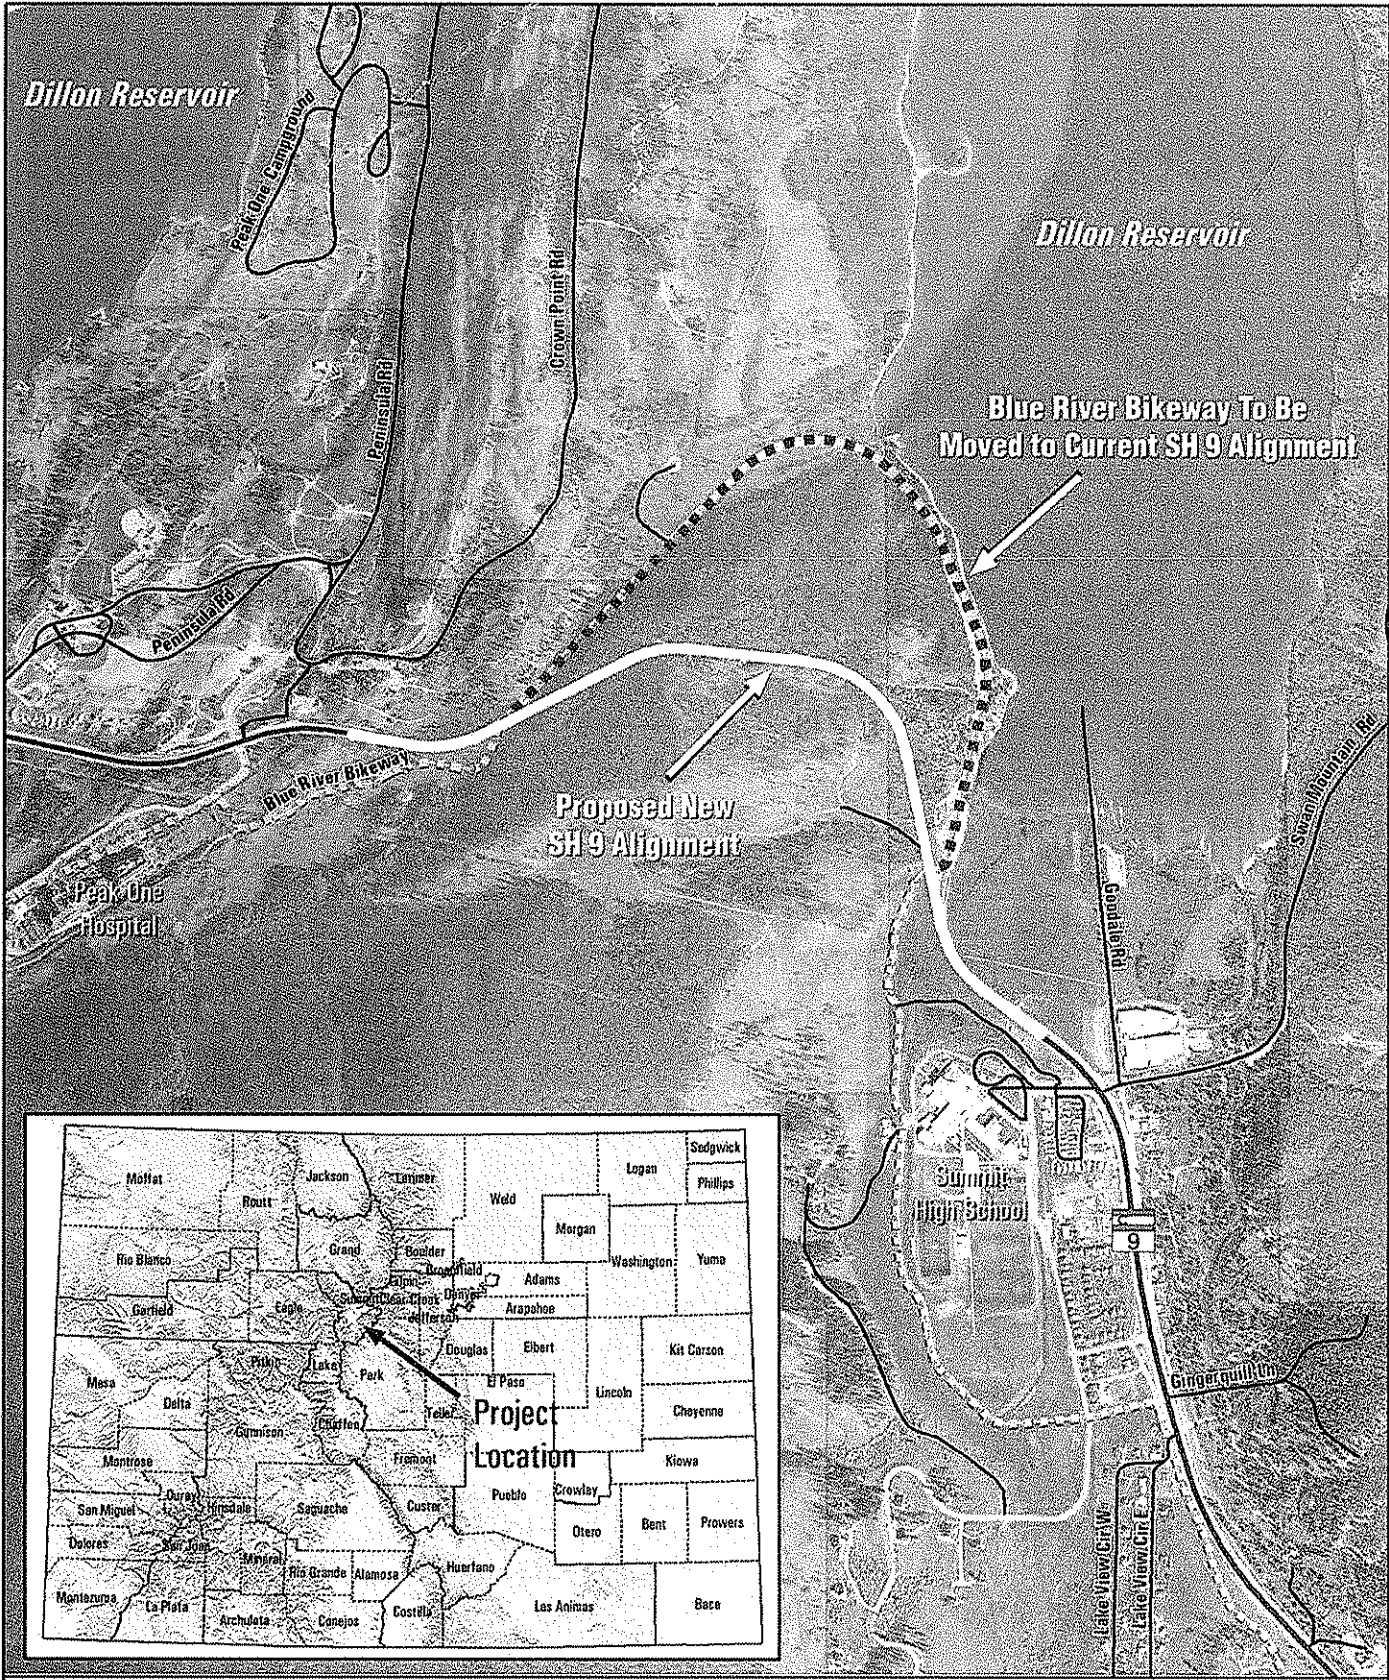 Dillon Reservoir
Peak One Campground
Dillon Reservoir
Crown Point Rd
Peninsula Rd
Blue River Bikeway To Be
Moved to Current SH 9 Alignment
Peninsula Rd
Swan Mountain Rd
Blue River Bikeway
Proposed New
SH 9 Alignment
Peak One
Hospital
Goodale Rd
Summit
High School
9
Gingerquill Ln
Lake View Cir W
Lake View Cir E
Moffat
Routt
Jackson
Larimer
Weld
Logan
Sedgwick
Phillips
Morgan
Rio Blanco
Grand
Boulder
Broomfield
Washington
Yuma
Gilpin
Adams
Garfield
Eagle
Summit
Clear Creek
Denver
Arapahoe
Jefferson
Douglas
Elbert
Kit Carson
Mesa
Pitkin
Lake
Park
El Paso
Lincoln
Delta
Teller
Project
Location
Cheyenne
Gunnison
Chaffee
Montrose
Fremont
Kiowa
Ouray
Pueblo
Crowley
San Miguel
Hinsdale
Saguache
Custer
Otero
Bent
Prowers
Dolores
San Juan
Mineral
Rio Grande
Alamosa
Huerfano
Montezuma
La Plata
Archuleta
Conejos
Costilla
Las Animas
Baca